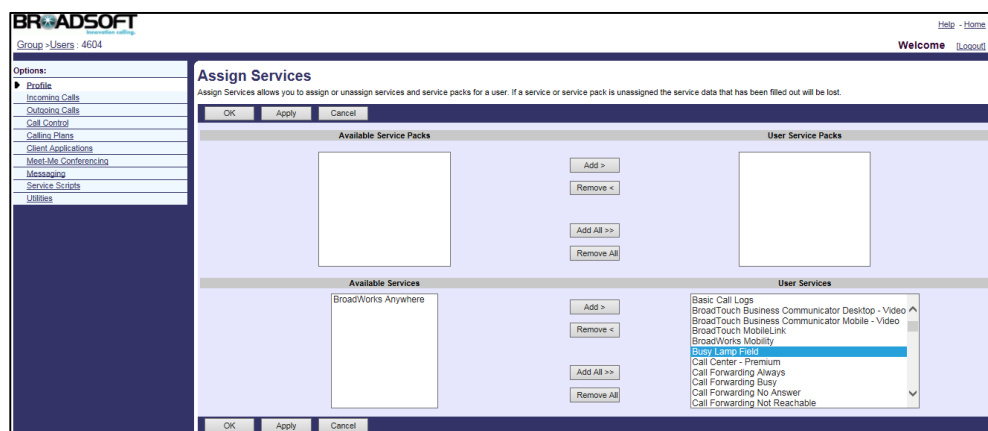 BROADSOFT
Innovation calling.
Help - Home
Group >Users : 4604
Welcome [Logout]
Options:
Profile
Incoming Calls
Outgoing Calls
Call Control
Calling Plans
Client Applications
Meet-Me Conferencing
Messaging
Service Scripts
Utilities
Assign Services
Assign Services allows you to assign or unassign services and service packs for a user. If a service or service pack is unassigned the service data that has been filled out will be lost.
OK Apply Cancel
Available Service Packs
User Service Packs
Add >
Remove <
Add All >>
Remove All
Available Services
User Services
BroadWorks Anywhere
Add >
Remove <
Add All >>
Remove All
Basic Call Logs
BroadTouch Business Communicator Desktop - Video
BroadTouch Business Communicator Mobile - Video
BroadTouch MobileLink
BroadWorks Mobility
Busy Lamp Field
Call Center - Premium
Call Forwarding Always
Call Forwarding Busy
Call Forwarding No Answer
Call Forwarding Not Reachable
OK Apply Cancel